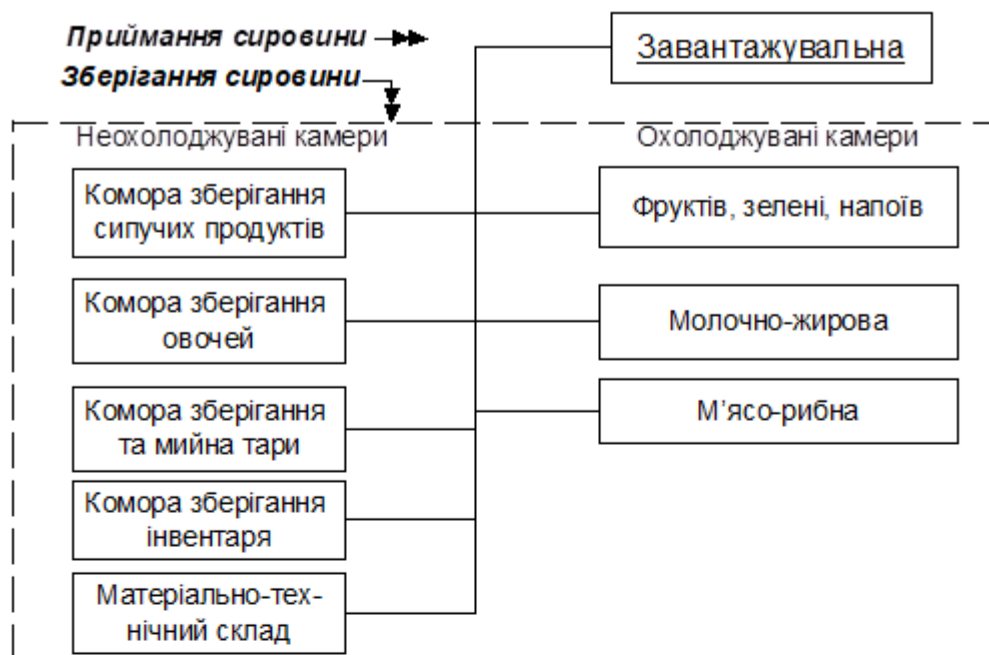 Приймання сировини
Завантажувальна
Зберігання сировини
Неохолоджувані камери
Охолоджувані камери
Комора зберігання
сипучих продуктів
Фруктів, зелені, напоїв
Комора зберігання
овочей
Молочно-жирова
Комора зберігання
та мийна тари
М'ясо-рибна
Комора зберігання
інвентаря
Матеріально-тех-
нічний склад